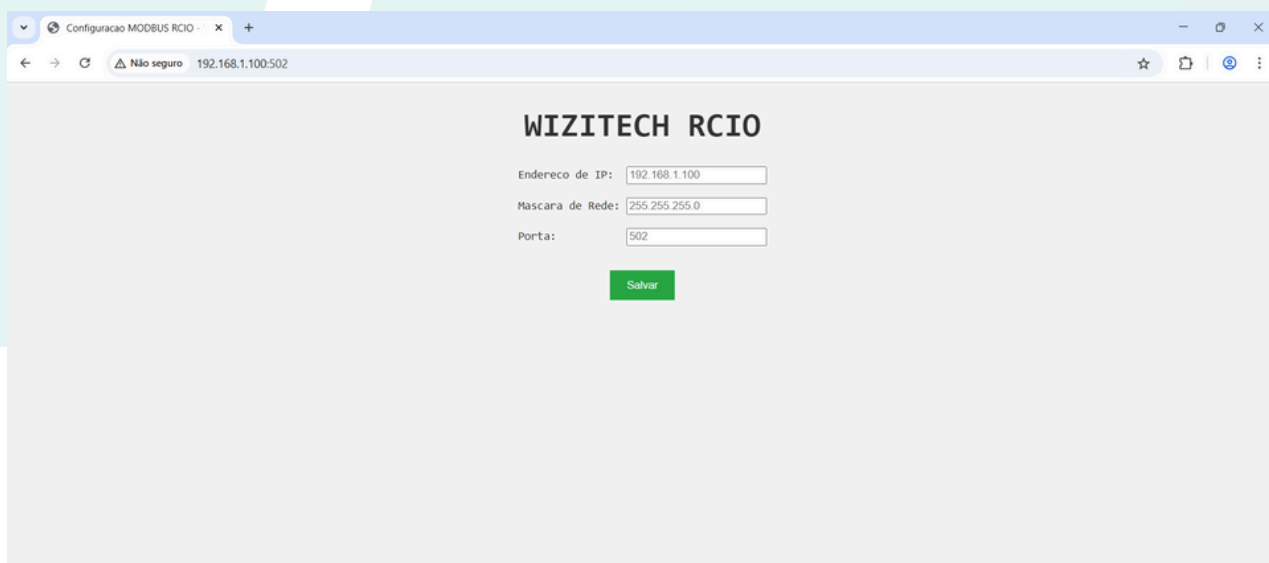 Configuracao MODBUS RCIO -
Não seguro 192.168.1.100:502
WIZITECH RCIO
Endereco de IP: 192.168.1.100
Mascara de Rede: 255.255.255.0
Porta: 502
Salvar